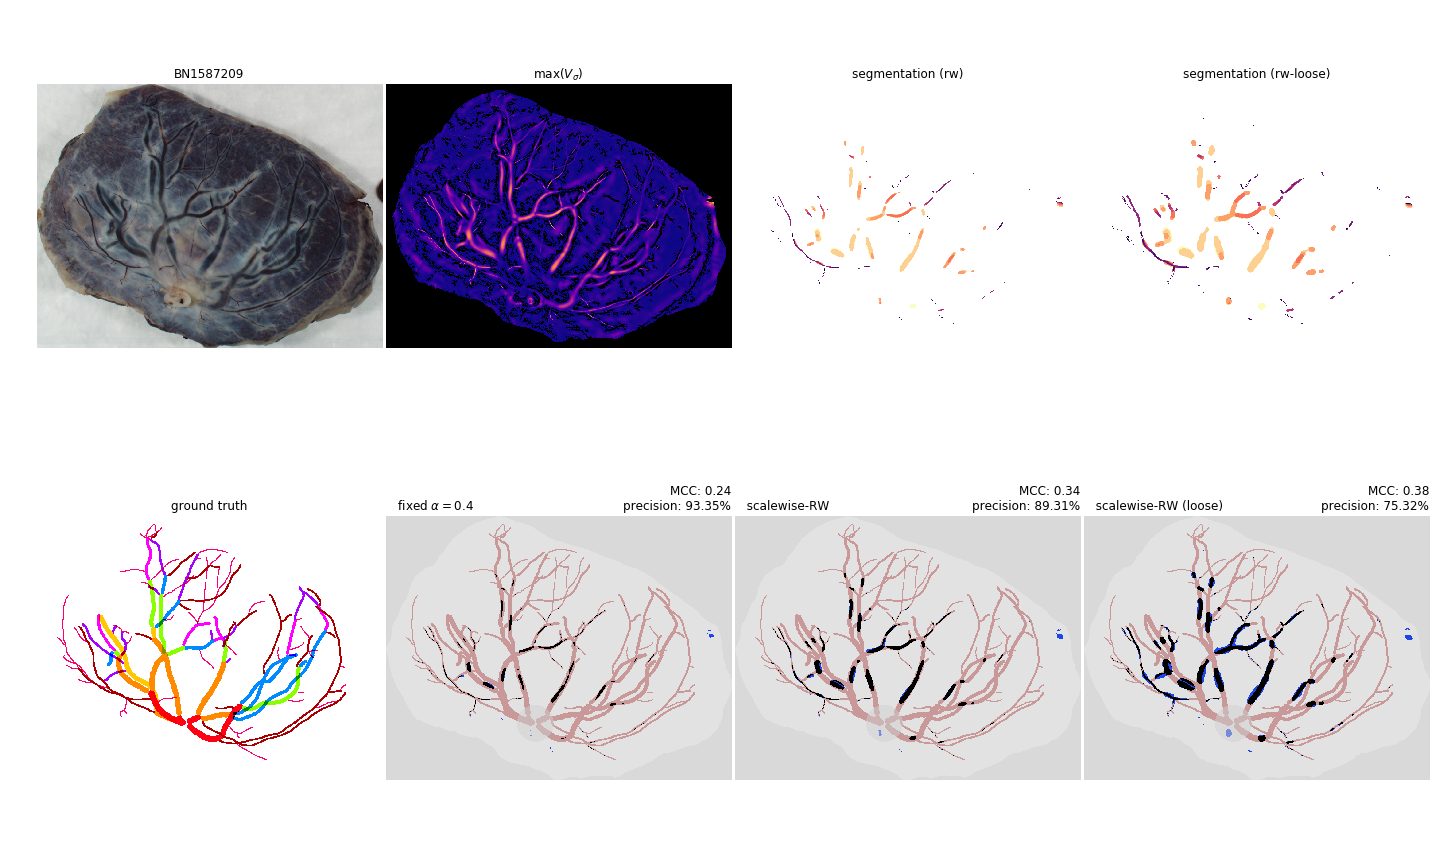 BN1587209
max(V_σ)
segmentation (rw)
segmentation (rw-loose)
ground truth
fixed α = 0.4
MCC: 0.24
precision: 93.35%
scalewise-RW
MCC: 0.34
precision: 89.31%
scalewise-RW (loose)
MCC: 0.38
precision: 75.32%